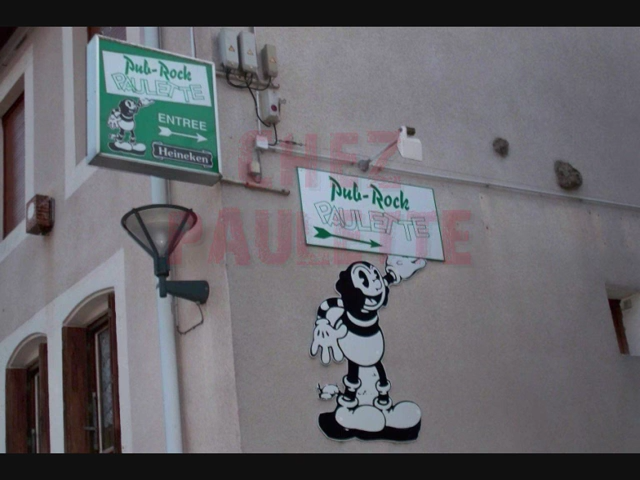 Pub-Rock
PAULETTE
ENTREE
Heineken
CHEZ
PAULETTE
Pub-Rock
PAULETTE